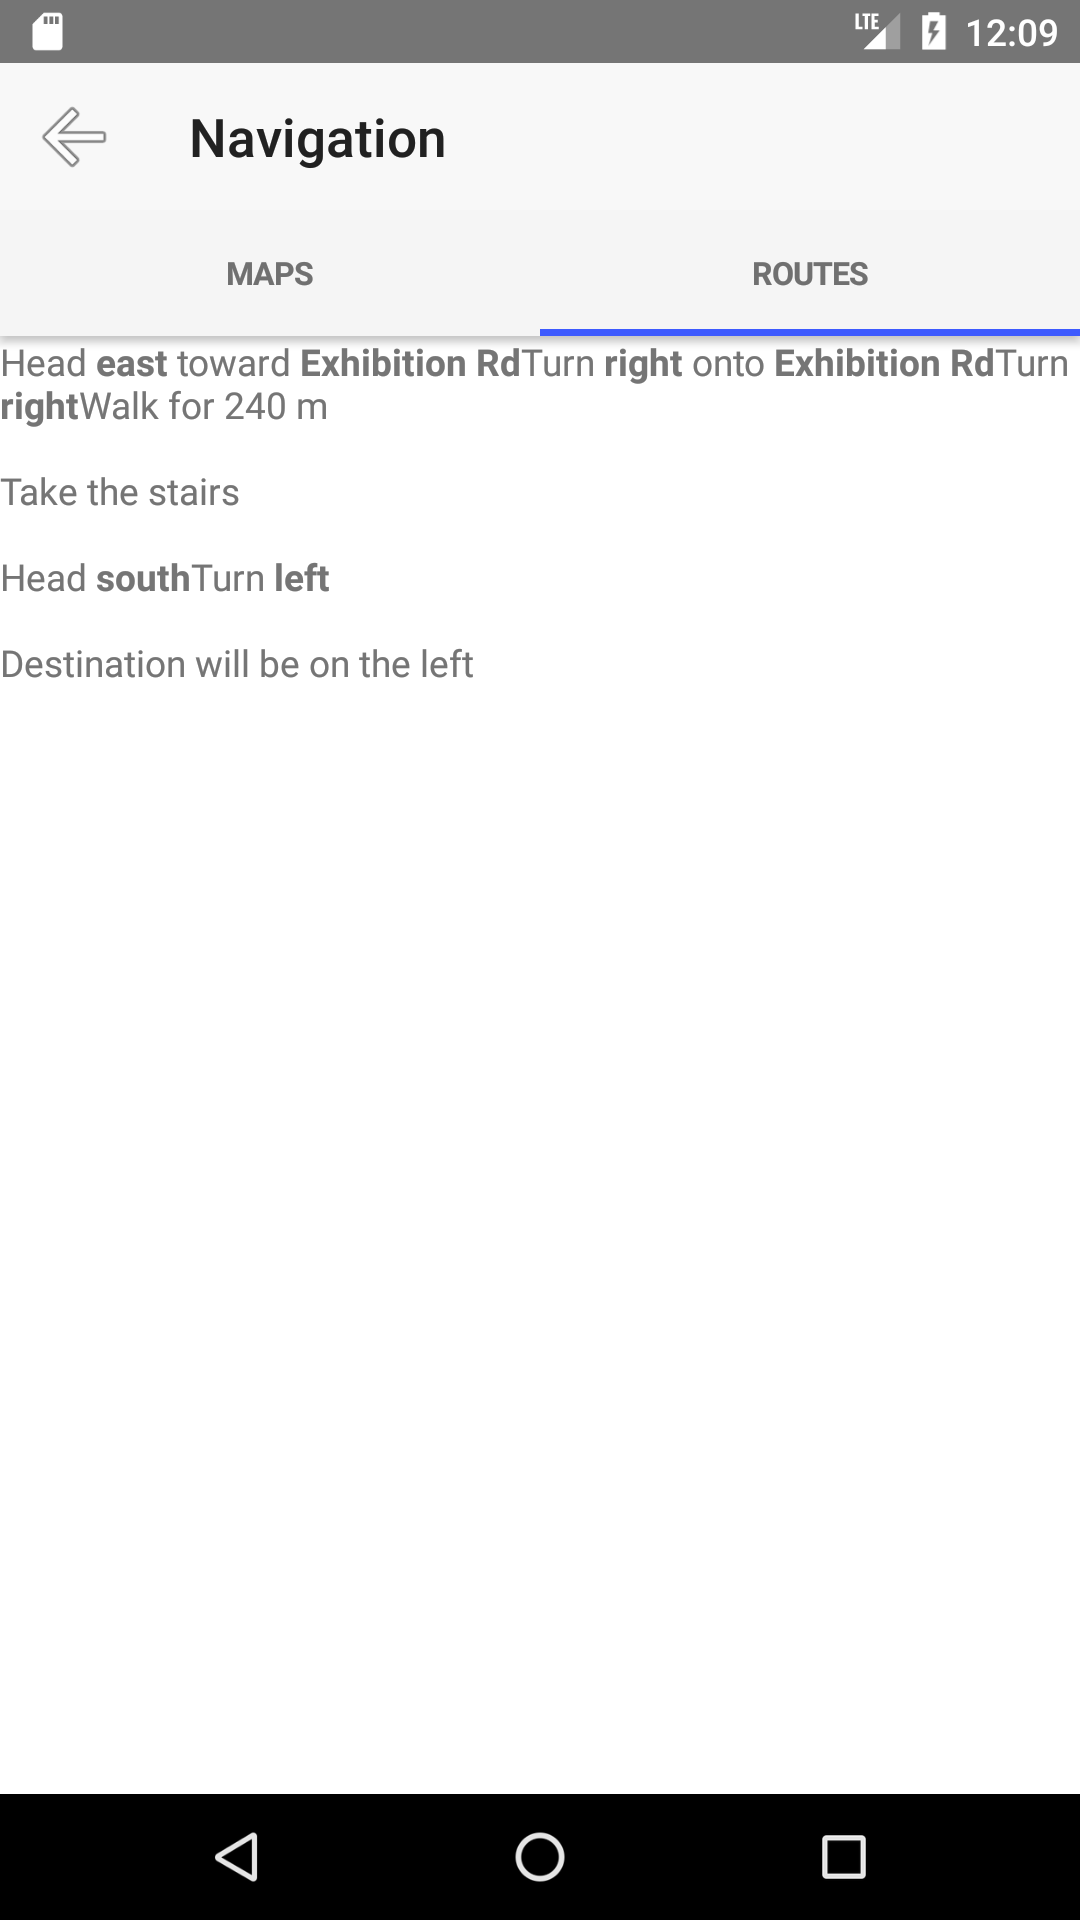 LTE 12:09
Navigation
MAPS ROUTES
Head east toward Exhibition RdTurn right onto Exhibition RdTurn
rightWalk for 240 m
Take the stairs
Head southTurn left
Destination will be on the left